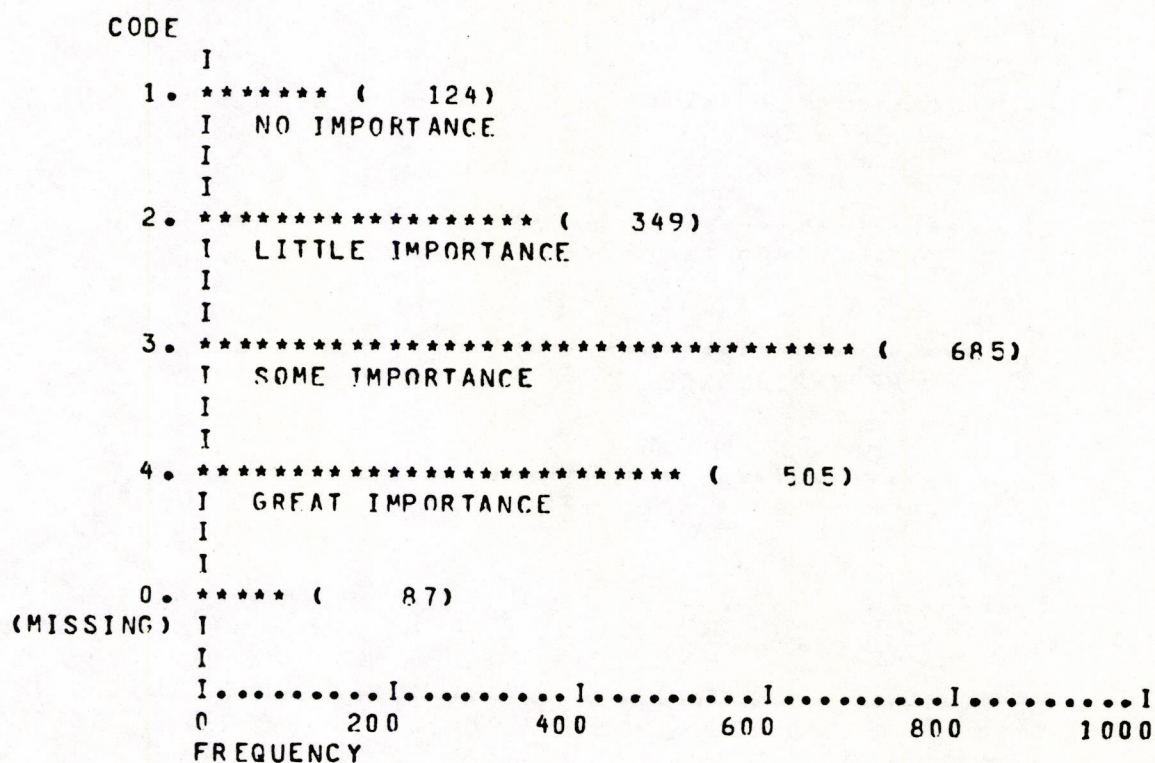 CODE
I
1. ******* ( 124)
I NO IMPORTANCE
I
I
2. ****************** ( 349)
I LITTLE IMPORTANCE
I
I
3. *********************************** ( 685)
I SOME IMPORTANCE
I
I
4. ************************** ( 505)
I GREAT IMPORTANCE
I
I
0. ***** ( 87)
(MISSING) I
I
I.........I.........I.........I.........I.........I
0 200 400 600 800 1000
FREQUENCY